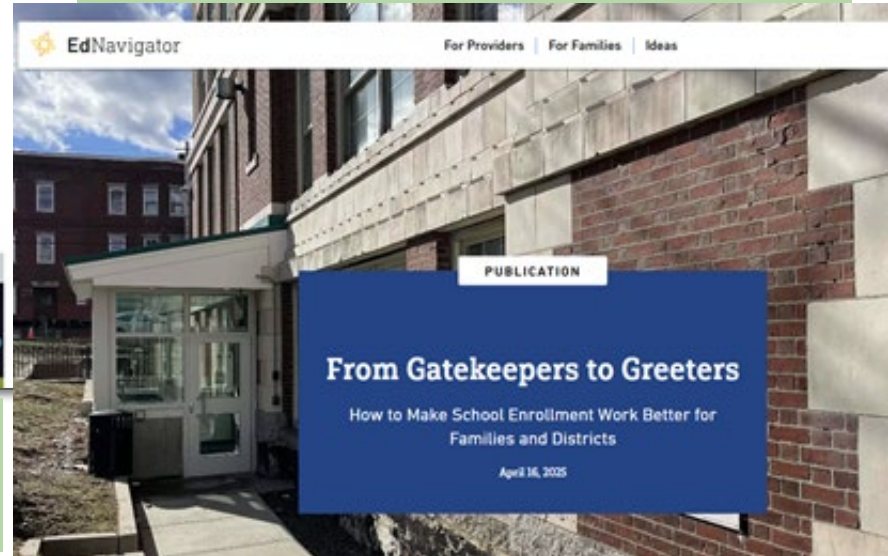 EdNavigator
For Providers For Families Ideas
PUBLICATION
From Gatekeepers to Greeters
How to Make School Enrollment Work Better for
Families and Districts
April 16, 2025